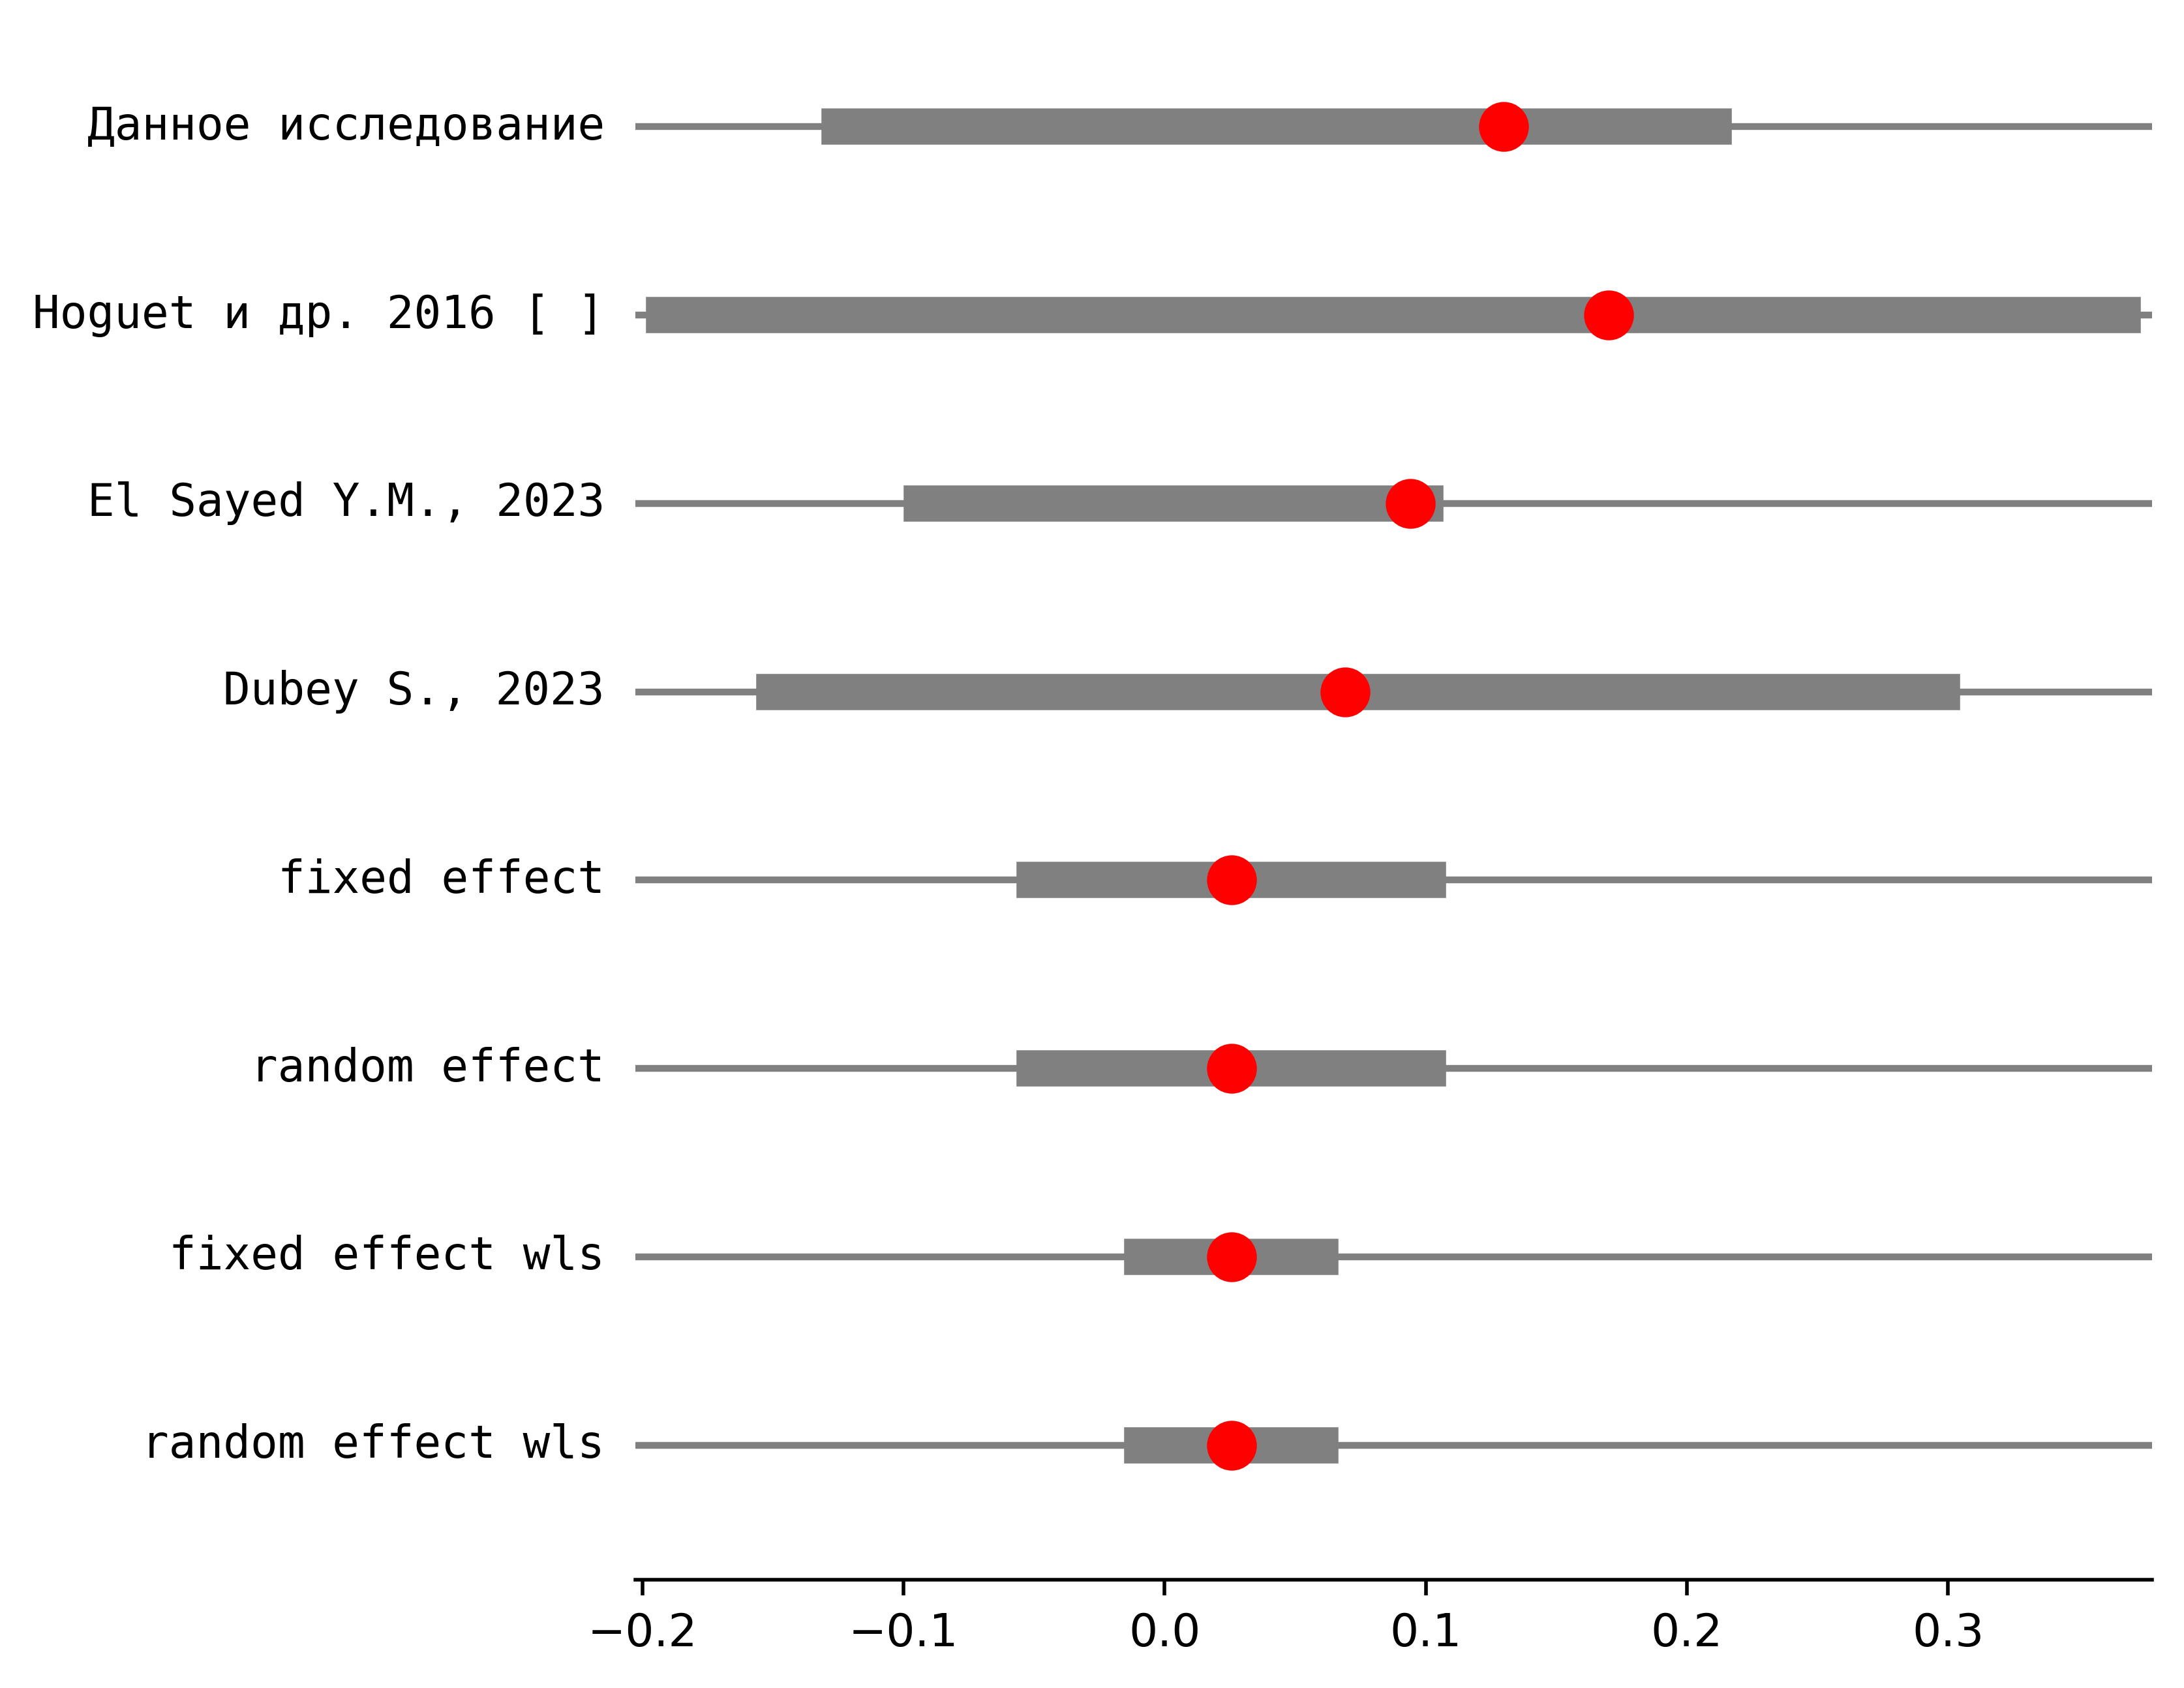 Данное исследование
Hoguet и др. 2016 [ ]
El Sayed Y.M., 2023
Dubey S., 2023
fixed effect
random effect
fixed effect wls
random effect wls
−0.2 −0.1 0.0 0.1 0.2 0.3